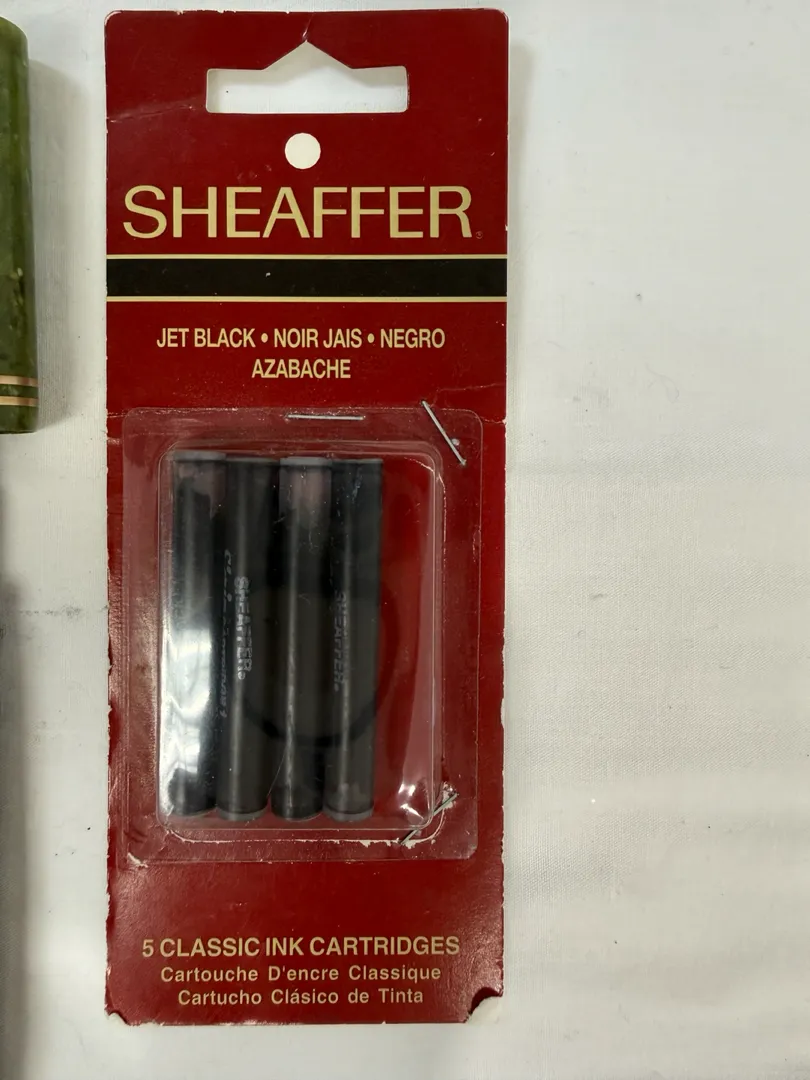 SHEAFFER
JET BLACK • NOIR JAIS • NEGRO
AZABACHE
SHEAFFER®
SHEAFFER®
5 CLASSIC INK CARTRIDGES
Cartouche D'encre Classique
Cartucho Clásico de Tinta